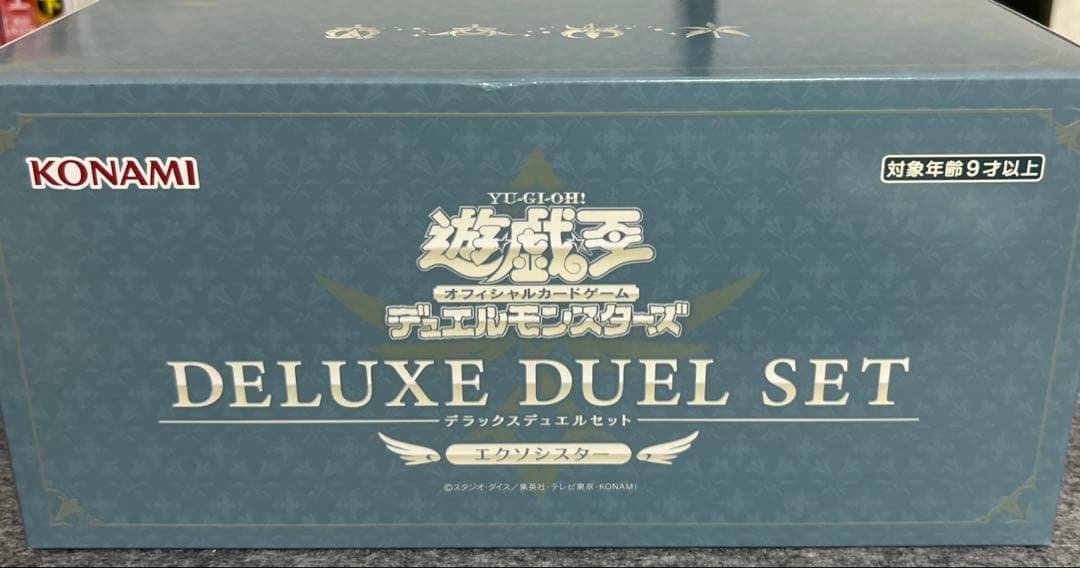 KONAMI
対象年齢9才以上
YU-GI-OH!
遊戯王
オフィシャルカードゲーム
デュエルモンスターズ
DELUXE DUEL SET
デラックスデュエルセット
エクソシスター
©スタジオ・ダイス/集英社・テレビ東京・KONAMI